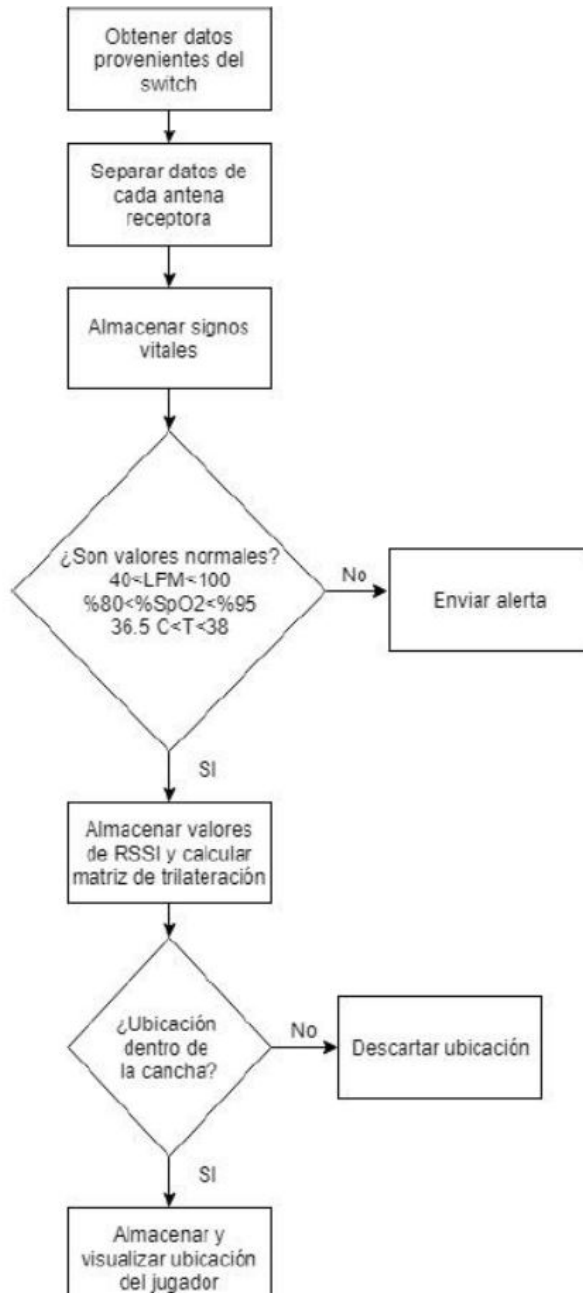 Obtener datos
provenientes del
switch
Separar datos de
cada antena
receptora
Almacenar signos
vitales
¿Son valores normales?
40<LPM<100
%80<%SpO2<%95
36.5 C<T<38
No
Enviar alerta
SI
Almacenar valores
de RSSI y calcular
matriz de trilateración
¿Ubicación
dentro de
la cancha?
No
Descartar ubicación
SI
Almacenar y
visualizar ubicación
del jugador